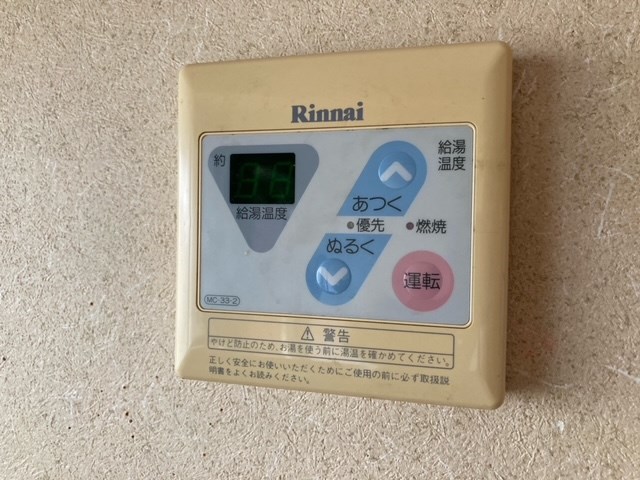 Rinnai
約
給湯温度
給湯
温度
あつく
優先
燃焼
ぬるく
運転
MC-33-2
⚠ 警告
やけど防止のため、お湯を使う前に湯温を確かめてください。
正しく安全にお使いいただくためにご使用の前に必ず取扱説
明書をよくお読みください。